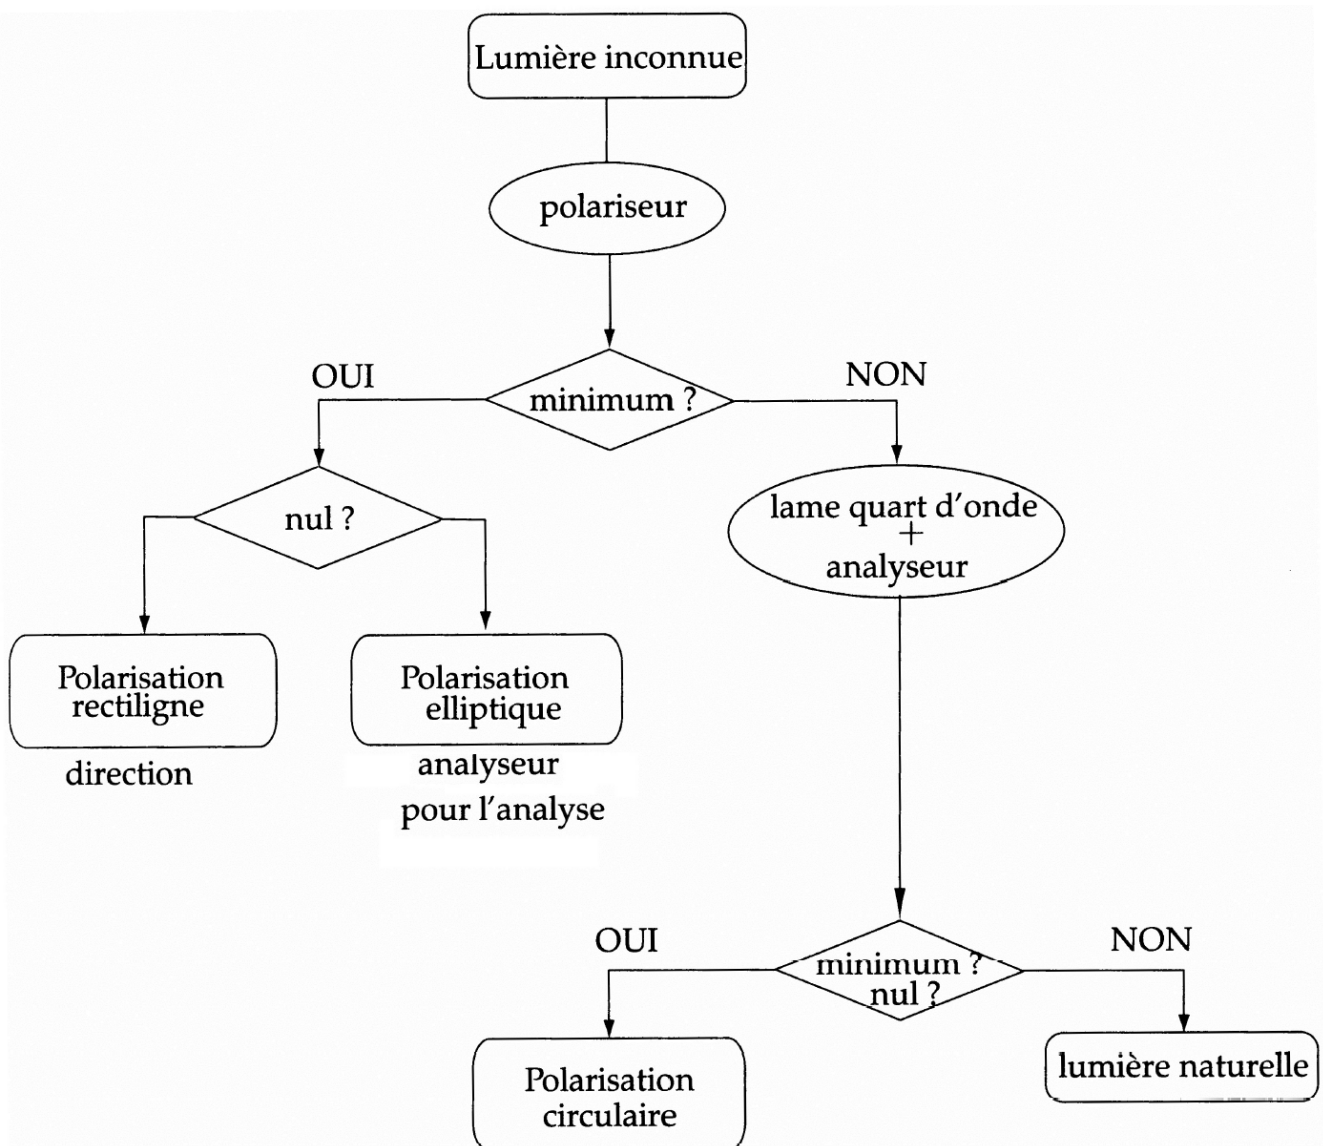 Lumière inconnue
polariseur
OUI
NON
minimum ?
nul ?
lame quart d'onde
+
analyseur
Polarisation
rectiligne
direction
Polarisation
elliptique
analyseur
pour l'analyse
OUI
NON
minimum ?
nul ?
Polarisation
circulaire
lumière naturelle